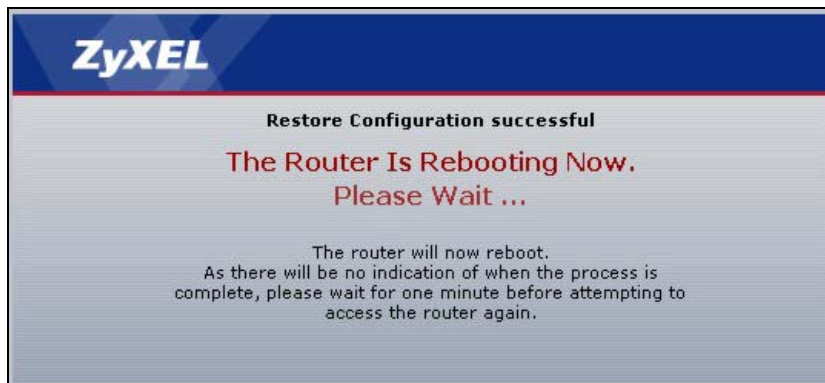 ZyXEL
Restore Configuration successful
The Router Is Rebooting Now.
Please Wait ...
The router will now reboot.
As there will be no indication of when the process is
complete, please wait for one minute before attempting to
access the router again.